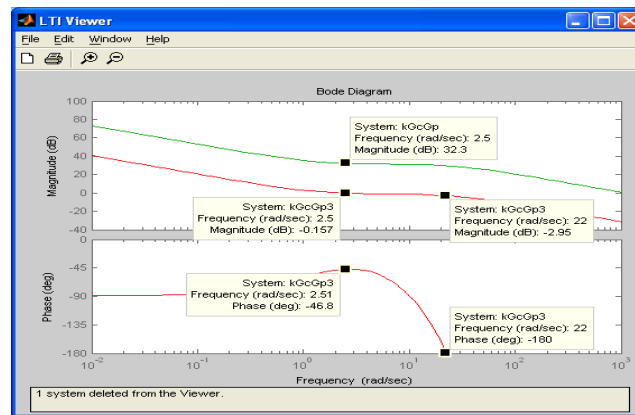 LTI Viewer
File Edit Window Help
Bode Diagram
Magnitude (dB)
100
80
60
40
20
0
-20
-40
System: kGcGp
Frequency (rad/sec): 2.5
Magnitude (dB): 32.3
System: kGcGp3
Frequency (rad/sec): 2.5
Magnitude (dB): -0.157
System: kGcGp3
Frequency (rad/sec): 22
Magnitude (dB): -2.95
Phase (deg)
0
-45
-90
-135
-180
System: kGcGp3
Frequency (rad/sec): 2.51
Phase (deg): -46.8
System: kGcGp3
Frequency (rad/sec): 22
Phase (deg): -180
10^-2 10^-1 10^0 10^1 10^2 10^3
Frequency (rad/sec)
1 system deleted from the Viewer.